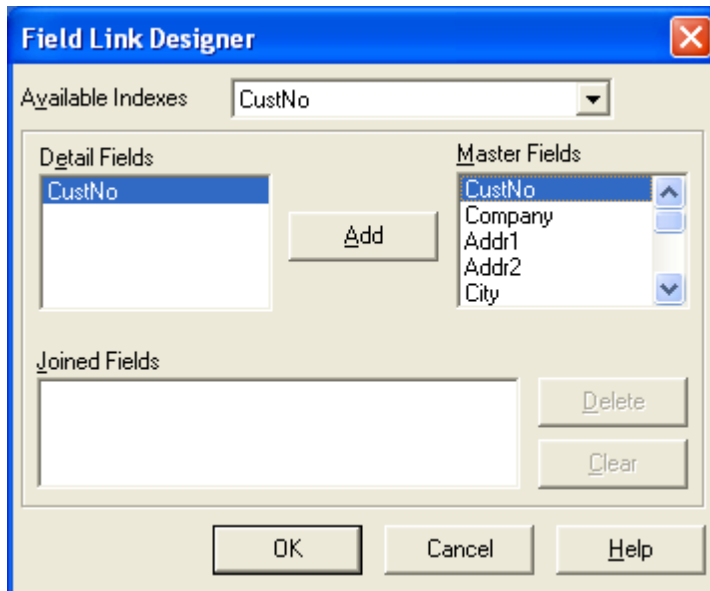 Field Link Designer
Available Indexes CustNo
Detail Fields
CustNo
Add
Master Fields
CustNo
Company
Addr1
Addr2
City
Joined Fields
Delete
Clear
OK Cancel Help